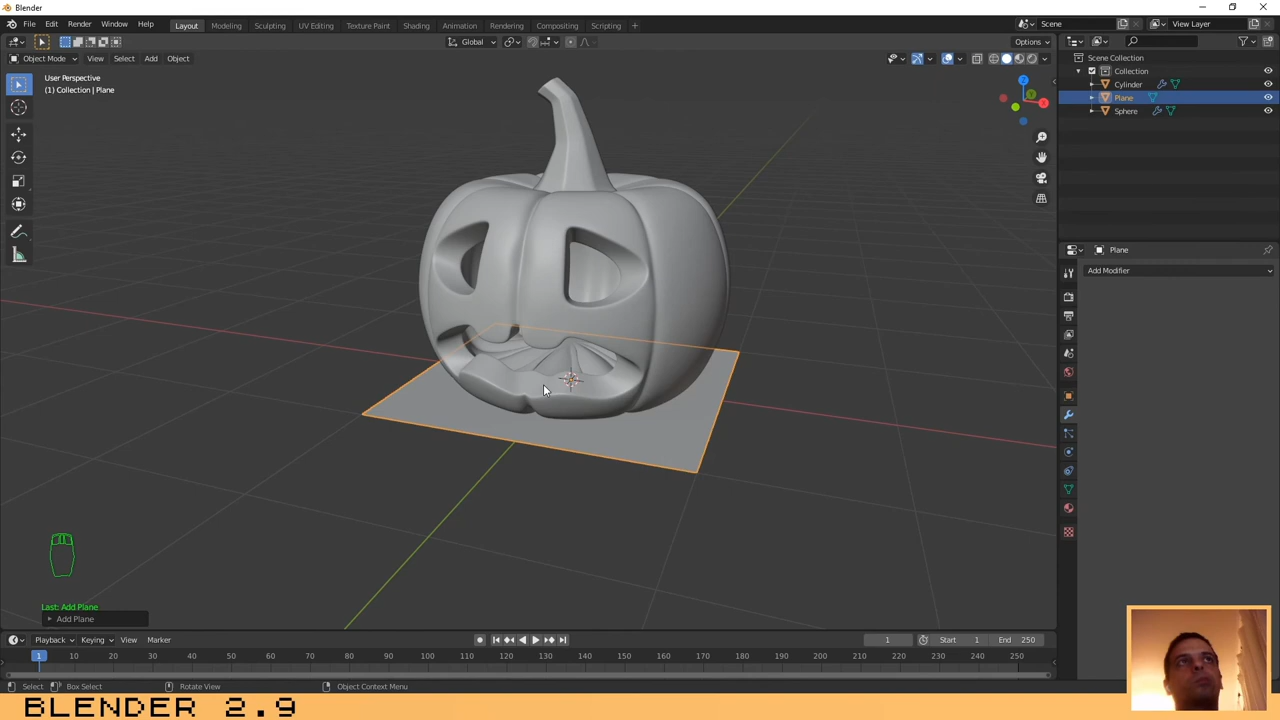 Blender
File Edit Render Window Help Layout Modeling Sculpting UV Editing Texture Paint Shading Animation Rendering Compositing Scripting + Scene View Layer
Global Options
Object Mode View Select Add Object
User Perspective
(1) Collection | Plane
Scene Collection
Collection
Cylinder
Plane
Sphere
Z
Y
X
Plane
Add Modifier
Last: Add Plane
Add Plane
Playback Keying View Marker 1 Start 1 End 250
1 10 20 30 40 50 60 70 80 90 100 110 120 130 140 150 160 170 180 190 200 210 220 230 240 250
Select Box Select Rotate View Object Context Menu
BLENDER 2.9